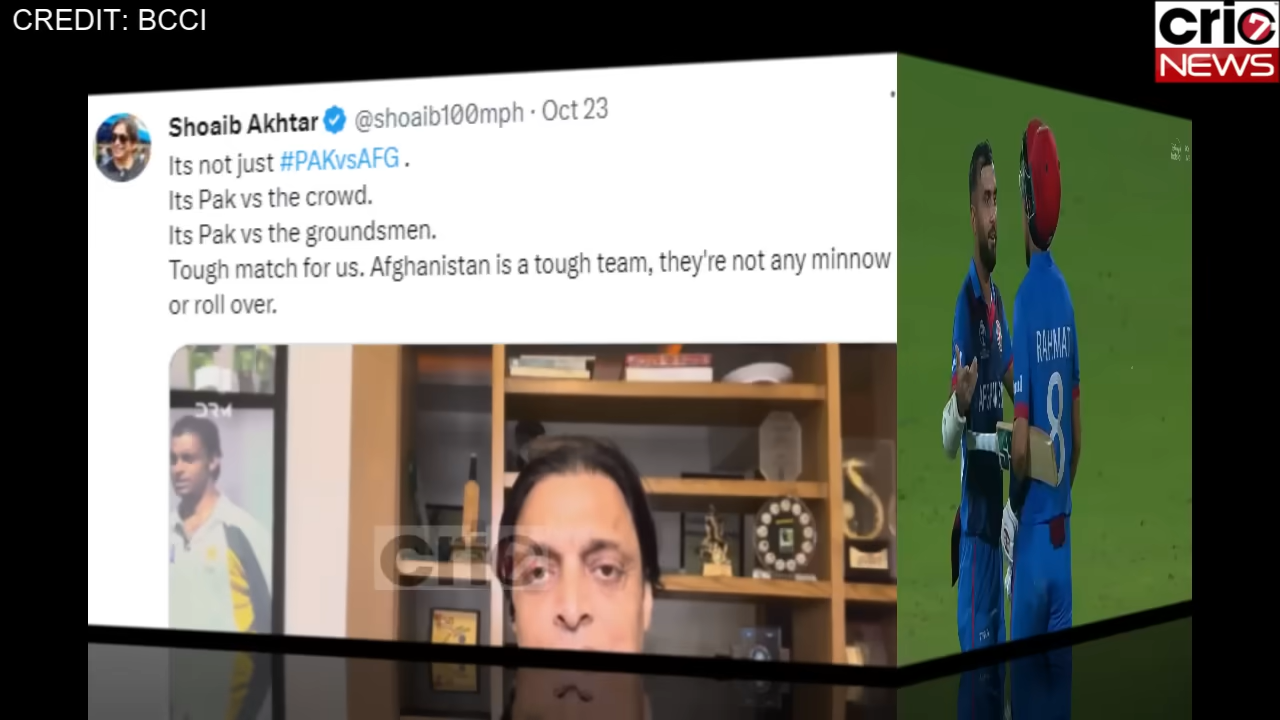 CREDIT: BCCI
cric7
NEWS
Shoaib Akhtar @shoaib100mph · Oct 23
Its not just #PAKvsAFG .
Its Pak vs the crowd.
Its Pak vs the groundsmen.
Tough match for us. Afghanistan is a tough team, they're not any minnow
or roll over.
DRM
cric
RAHMAT
8